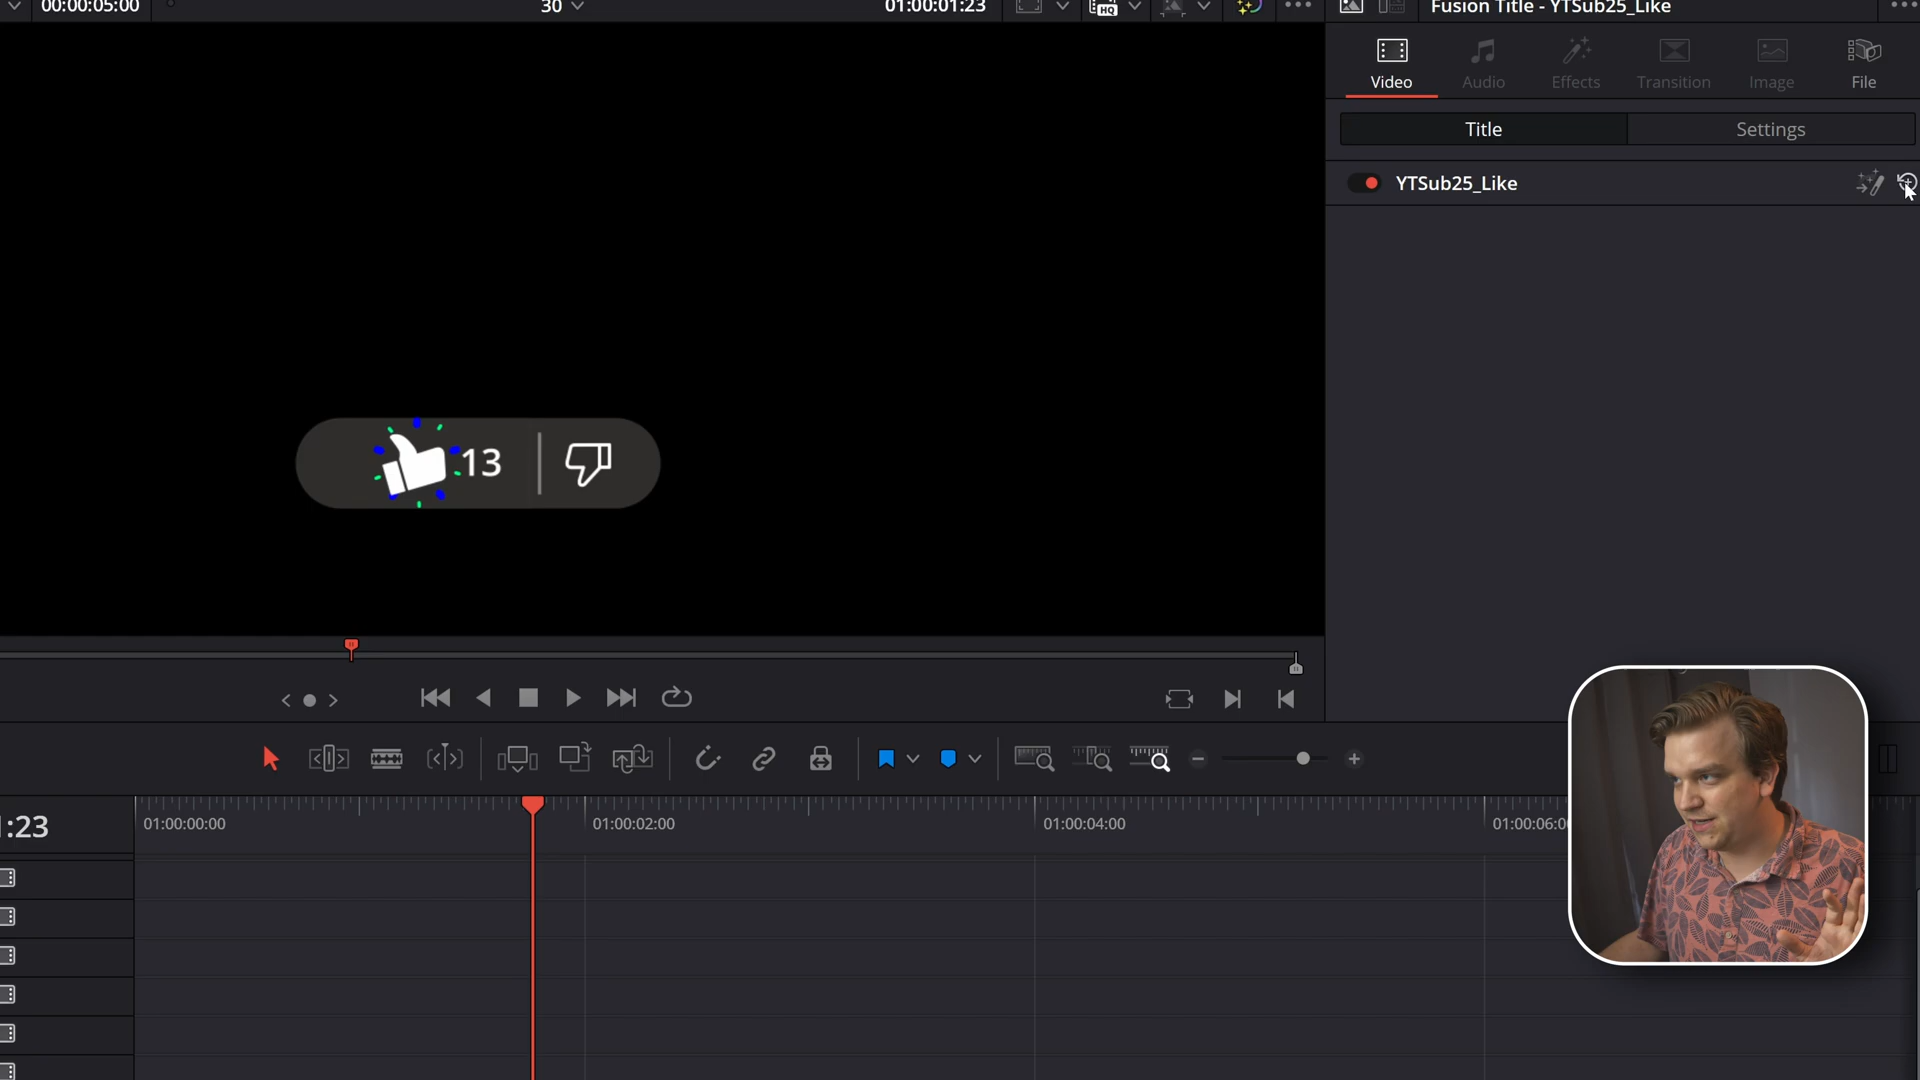 00:00:05:00
30
01:00:01:23
HQ
Fusion Title - YTSub25_Like
Video
Audio
Effects
Transition
Image
File
Title
Settings
YTSub25_Like
13
:23
01:00:00:00
01:00:02:00
01:00:04:00
01:00:06:00